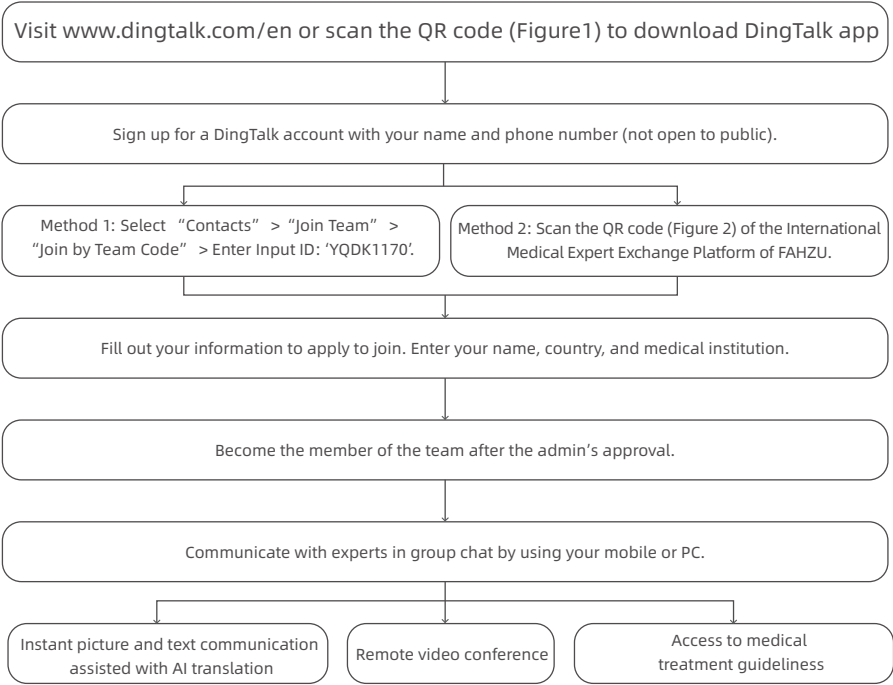 Visit www.dingtalk.com/en or scan the QR code (Figure1) to download DingTalk app
Sign up for a DingTalk account with your name and phone number (not open to public).
Method 1: Select “Contacts” > “Join Team” >
“Join by Team Code” > Enter Input ID: ‘YQDK1170’.
Method 2: Scan the QR code (Figure 2) of the International
Medical Expert Exchange Platform of FAHZU.
Fill out your information to apply to join. Enter your name, country, and medical institution.
Become the member of the team after the admin’s approval.
Communicate with experts in group chat by using your mobile or PC.
Instant picture and text communication
assisted with AI translation
Remote video conference
Access to medical
treatment guideliness